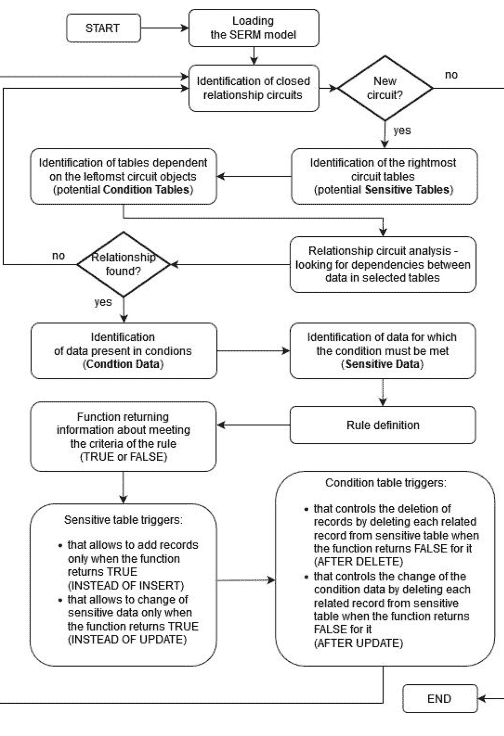 START
Loading
the SERM model
Identification of closed
relationship circuits
New
circuit?
no
yes
Identification of the rightmost
circuit tables
(potential Sensitive Tables)
Identification of tables dependent
on the leftomst circuit objects
(potential Condition Tables)
Relationship circuit analysis -
looking for dependencies between
data in selected tables
Relationship
found?
no
yes
Identification
of data present in condions
(Condtion Data)
Identification of data for which
the condition must be met
(Sensitive Data)
Rule definition
Function returning
information about meeting
the criteria of the rule
(TRUE or FALSE)
Sensitive table triggers:
• that allows to add records
only when the function
returns TRUE
(INSTEAD OF INSERT)
• that allows to change of
sensitive data only when
the function returns TRUE
(INSTEAD OF UPDATE)
Condition table triggers:
• that controls the deletion of
records by deleting each related
record from sensitive table when
the function returns FALSE for it
(AFTER DELETE)
• that controls the change of the
condition data by deleting each
related record from sensitive
table when the function returns
FALSE for it
(AFTER UPDATE)
END